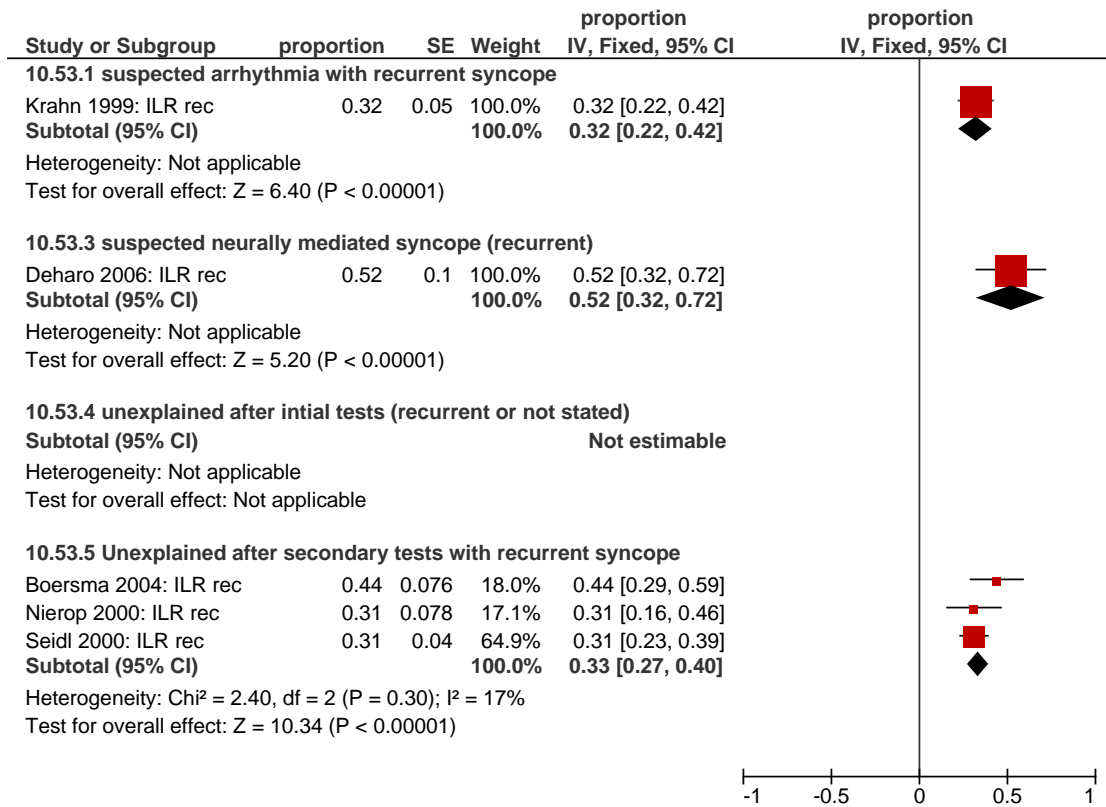 proportion proportion
Study or Subgroup proportion SE Weight IV, Fixed, 95% CI IV, Fixed, 95% CI
10.53.1 suspected arrhythmia with recurrent syncope
Krahn 1999: ILR rec 0.32 0.05 100.0% 0.32 [0.22, 0.42]
Subtotal (95% CI) 100.0% 0.32 [0.22, 0.42]
Heterogeneity: Not applicable
Test for overall effect: Z = 6.40 (P < 0.00001)
10.53.3 suspected neurally mediated syncope (recurrent)
Deharo 2006: ILR rec 0.52 0.1 100.0% 0.52 [0.32, 0.72]
Subtotal (95% CI) 100.0% 0.52 [0.32, 0.72]
Heterogeneity: Not applicable
Test for overall effect: Z = 5.20 (P < 0.00001)
10.53.4 unexplained after intial tests (recurrent or not stated)
Subtotal (95% CI) Not estimable
Heterogeneity: Not applicable
Test for overall effect: Not applicable
10.53.5 Unexplained after secondary tests with recurrent syncope
Boersma 2004: ILR rec 0.44 0.076 18.0% 0.44 [0.29, 0.59]
Nierop 2000: ILR rec 0.31 0.078 17.1% 0.31 [0.16, 0.46]
Seidl 2000: ILR rec 0.31 0.04 64.9% 0.31 [0.23, 0.39]
Subtotal (95% CI) 100.0% 0.33 [0.27, 0.40]
Heterogeneity: Chi² = 2.40, df = 2 (P = 0.30); I² = 17%
Test for overall effect: Z = 10.34 (P < 0.00001)
-1 -0.5 0 0.5 1